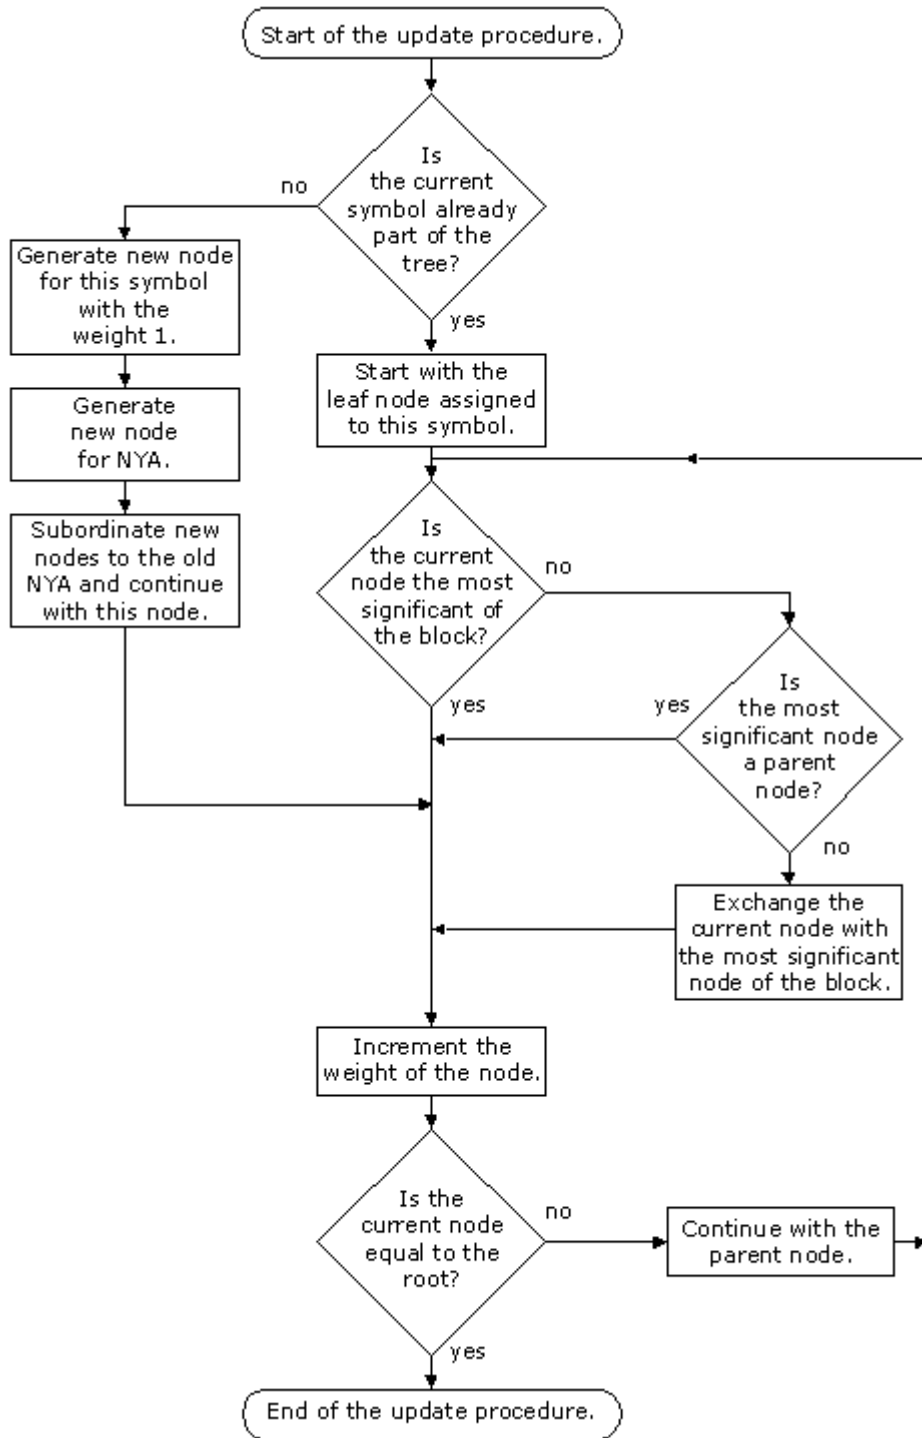 Start of the update procedure.
Is
the current
symbol already
part of the
tree?
no
yes
Generate new node
for this symbol
with the
weight 1.
Generate
new node
for NYA.
Subordinate new
nodes to the old
NYA and continue
with this node.
Start with the
leaf node assigned
to this symbol.
Is
the current
node the most
significant of
the block?
no
yes
Is
the most
significant node
a parent
node?
yes
no
Exchange the
current node with
the most significant
node of the block.
Increment the
weight of the node.
Is the
current node
equal to the
root?
no
Continue with the
parent node.
yes
End of the update procedure.